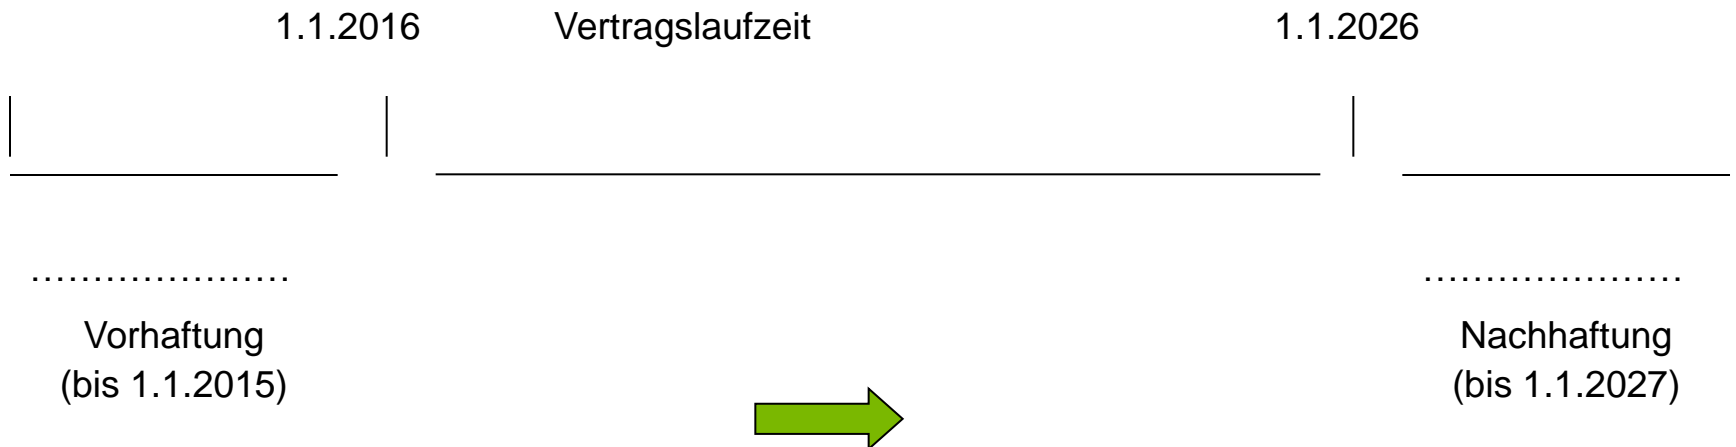 1.1.2016 Vertragslaufzeit 1.1.2026
………………… …………………
Vorhaftung Nachhaftung
(bis 1.1.2015) (bis 1.1.2027)